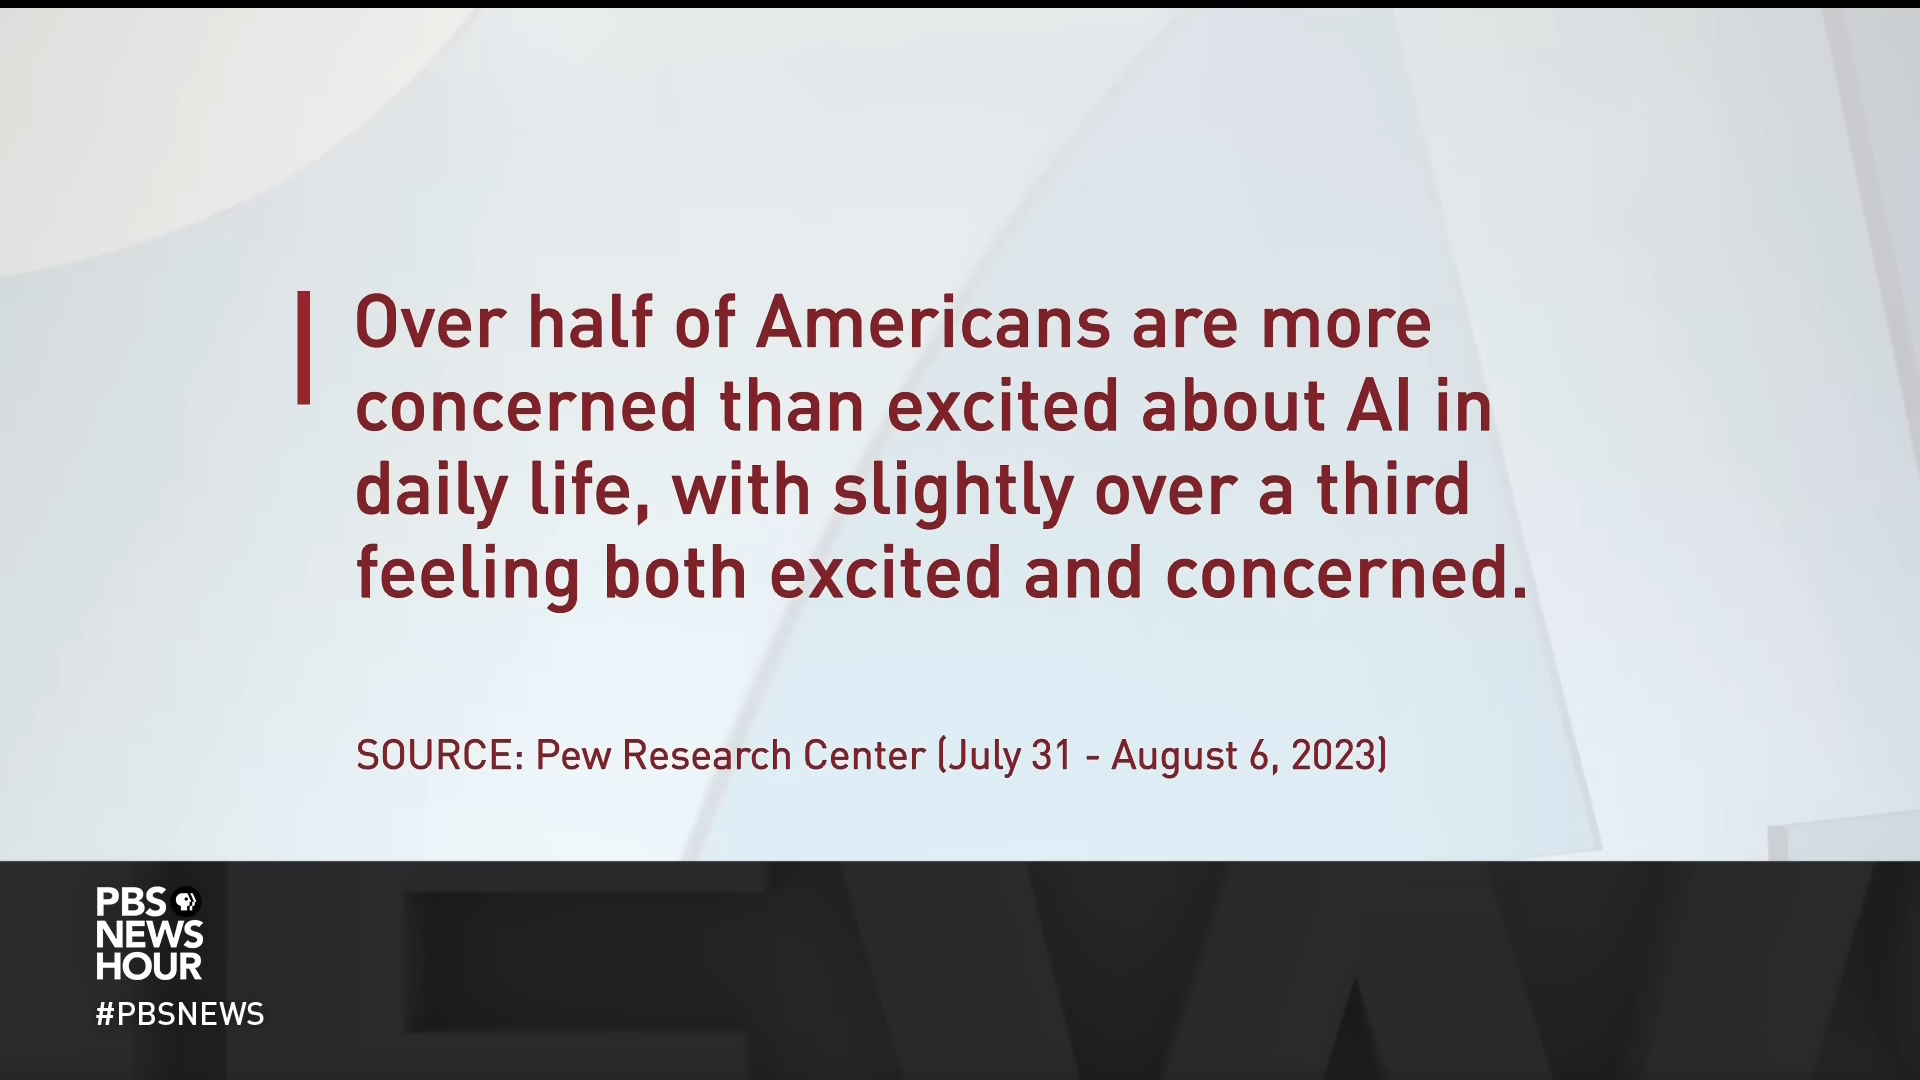 Over half of Americans are more
concerned than excited about AI in
daily life, with slightly over a third
feeling both excited and concerned.
SOURCE: Pew Research Center (July 31 - August 6, 2023)
PBS
NEWS
HOUR
#PBSNEWS